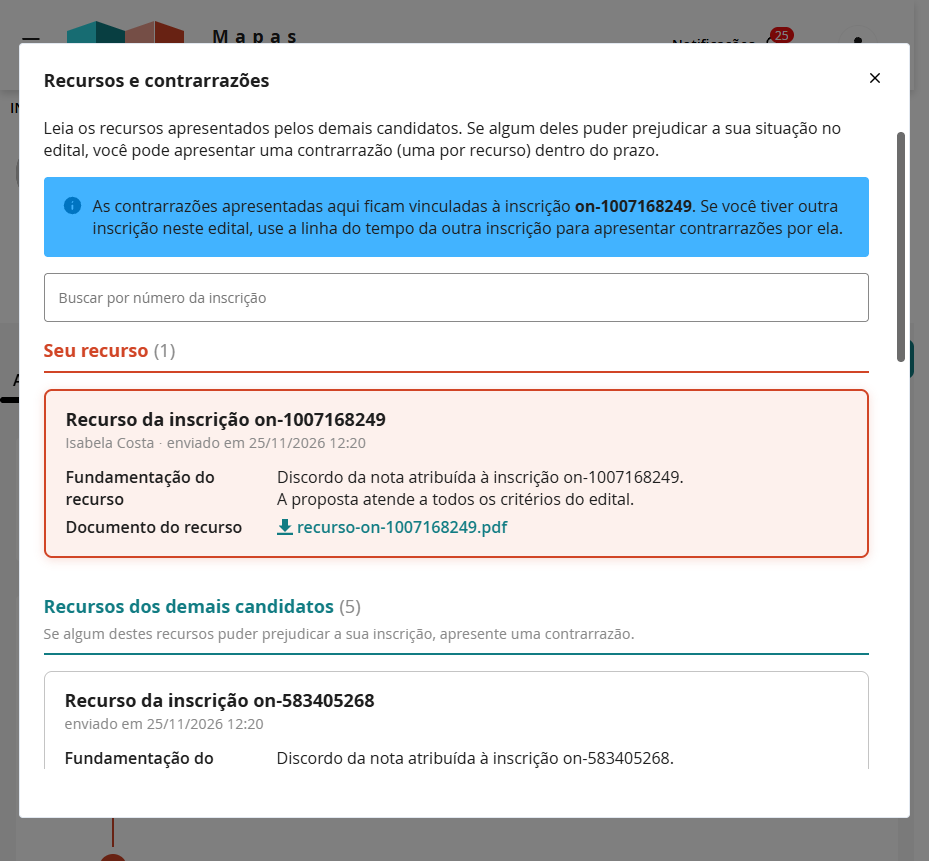 Mapas
25
Recursos e contrarrazões
Leia os recursos apresentados pelos demais candidatos. Se algum deles puder prejudicar a sua situação no
edital, você pode apresentar uma contrarrazão (uma por recurso) dentro do prazo.
As contrarrazões apresentadas aqui ficam vinculadas à inscrição on-1007168249. Se você tiver outra
inscrição neste edital, use a linha do tempo da outra inscrição para apresentar contrarrazões por ela.
Buscar por número da inscrição
Seu recurso (1)
Recurso da inscrição on-1007168249
Isabela Costa · enviado em 25/11/2026 12:20
Fundamentação do recurso
Discordo da nota atribuída à inscrição on-1007168249.
A proposta atende a todos os critérios do edital.
Documento do recurso
recurso-on-1007168249.pdf
Recursos dos demais candidatos (5)
Se algum destes recursos puder prejudicar a sua inscrição, apresente uma contrarrazão.
Recurso da inscrição on-583405268
enviado em 25/11/2026 12:20
Fundamentação do
Discordo da nota atribuída à inscrição on-583405268.